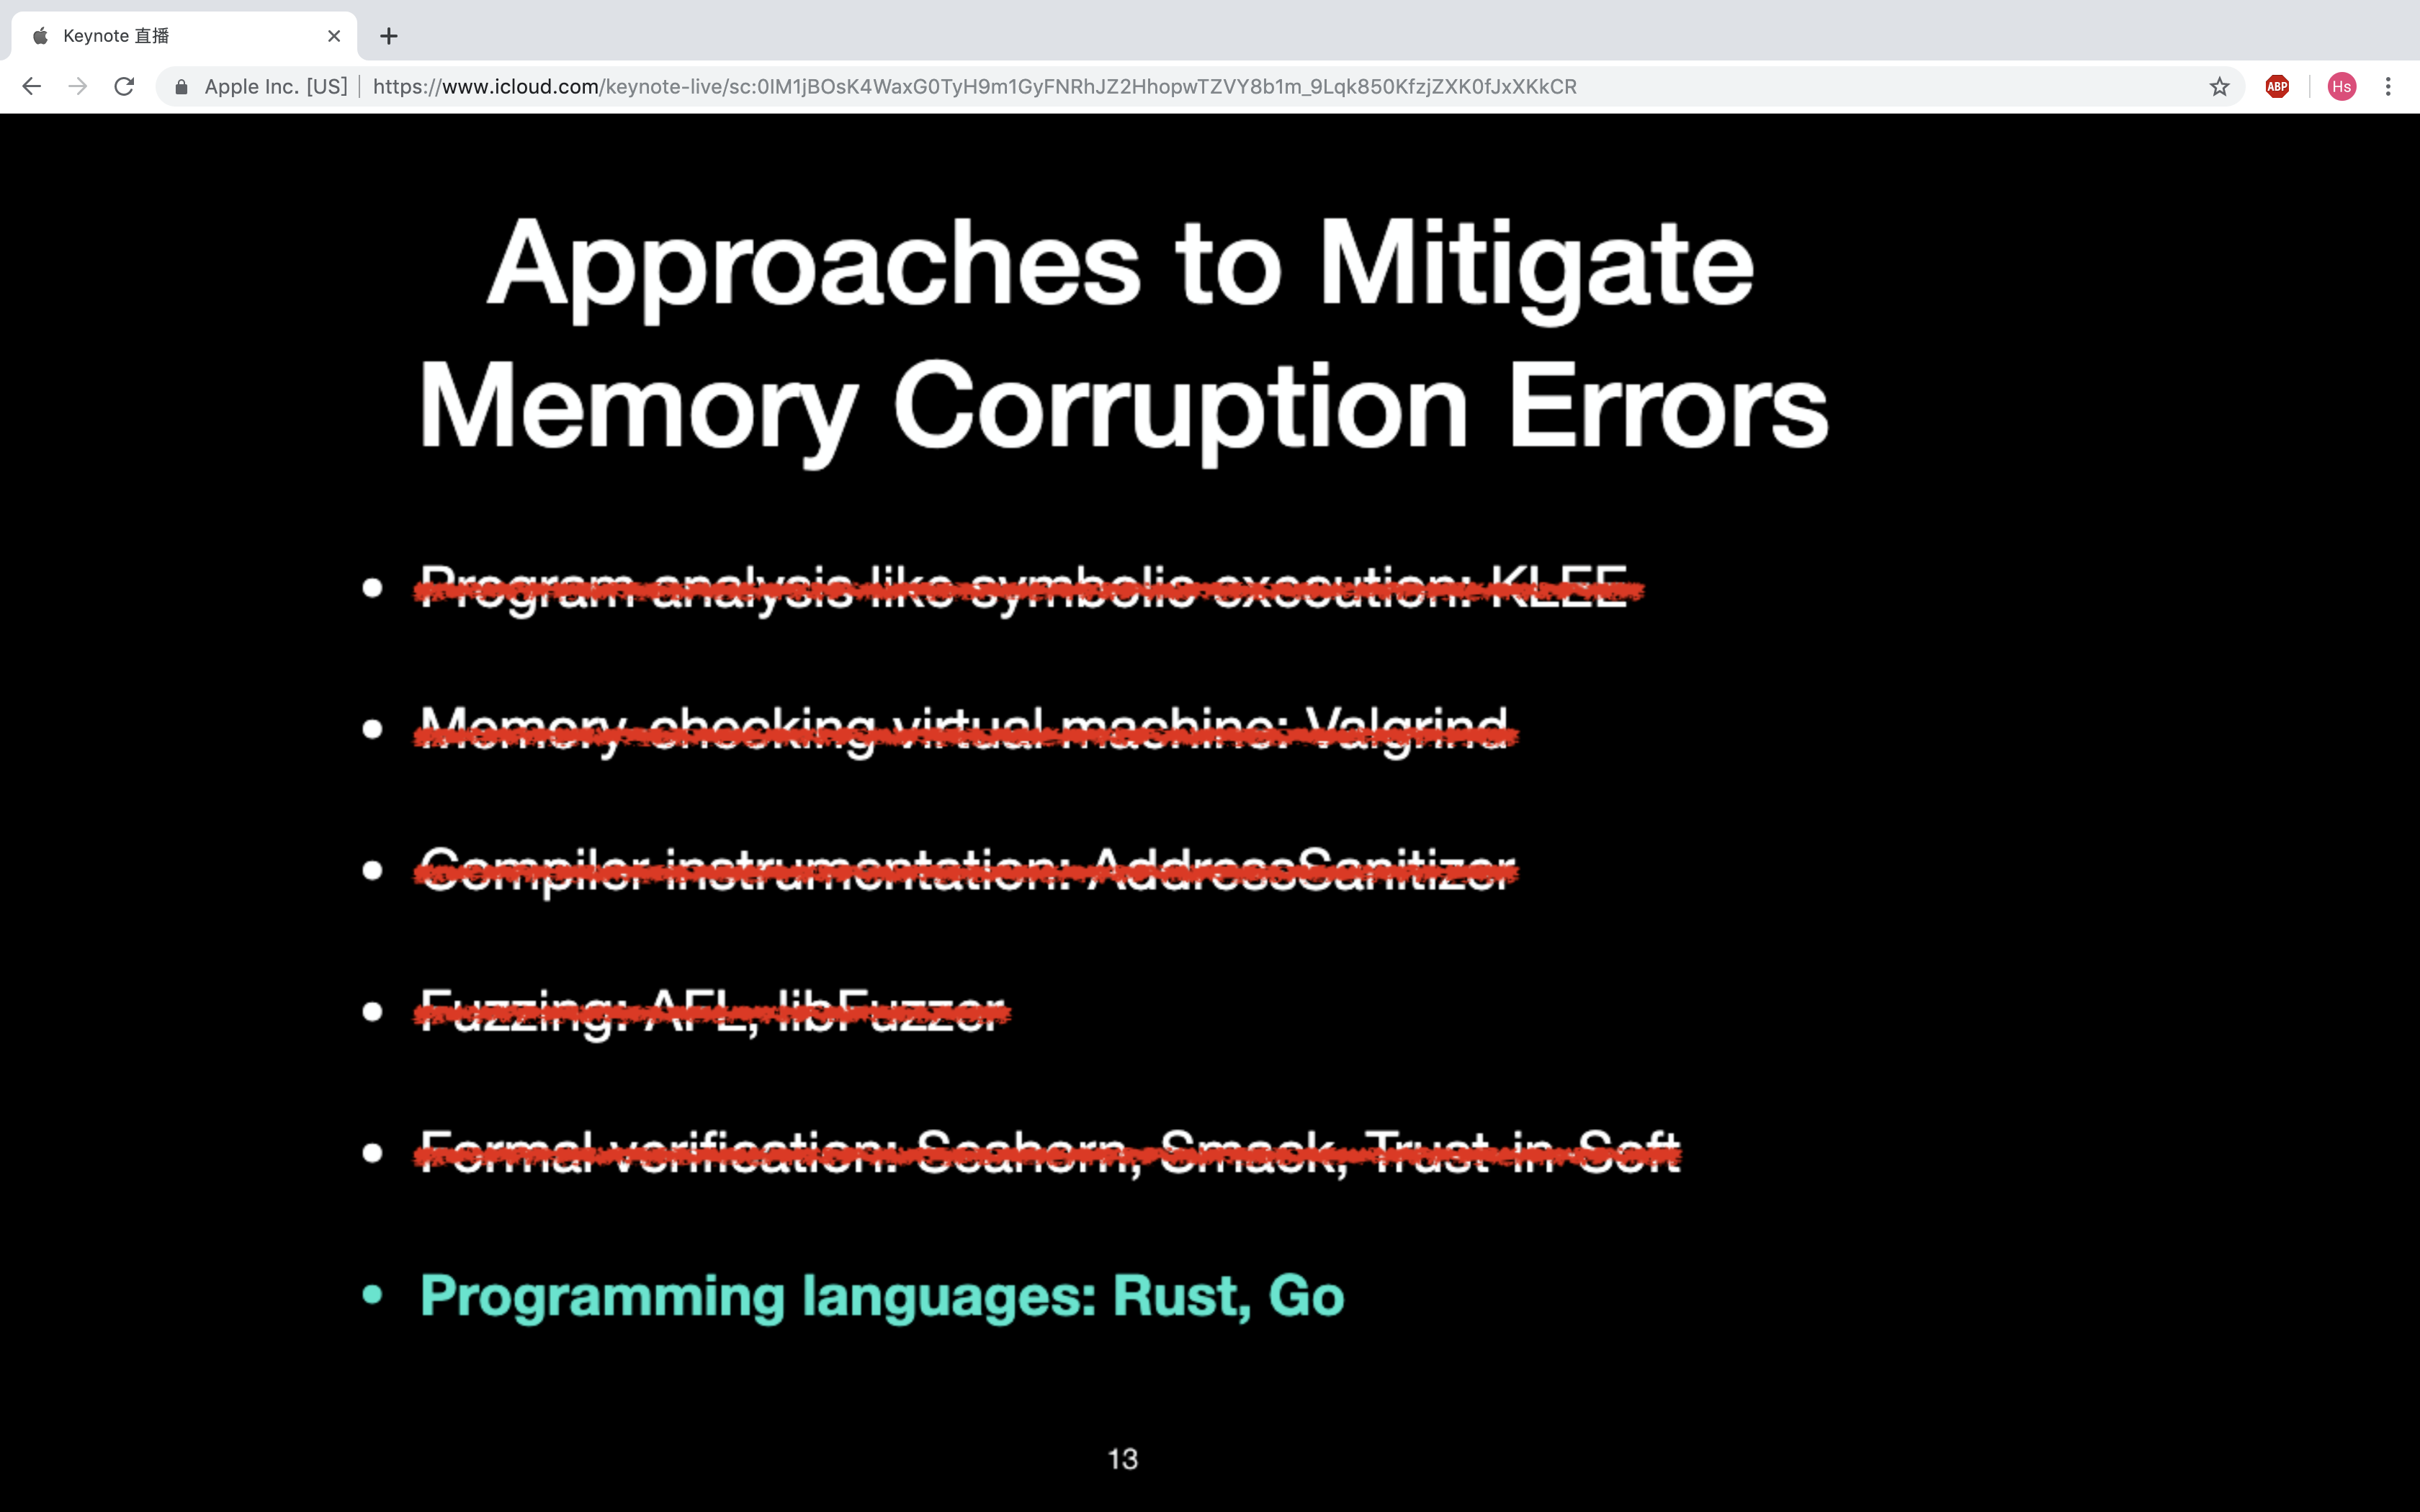 Keynote 直播
Apple Inc. [US] https://www.icloud.com/keynote-live/sc:0IM1jBOsK4WaxG0TyH9m1GyFNRhJZ2HhopwTZVY8b1m_9Lqk850KfzjZXK0fJxXKkCR
ABP
Hs
Approaches to Mitigate
Memory Corruption Errors
• Program analysis like symbolic execution: KLEE
• Memory-checking virtual machine: Valgrind
• Compiler instrumentation: AddressSanitizer
• Fuzzing: AFL, libFuzzer
• Formal verification: Seahorn, Smack, Trust-in-Soft
• Programming languages: Rust, Go
13